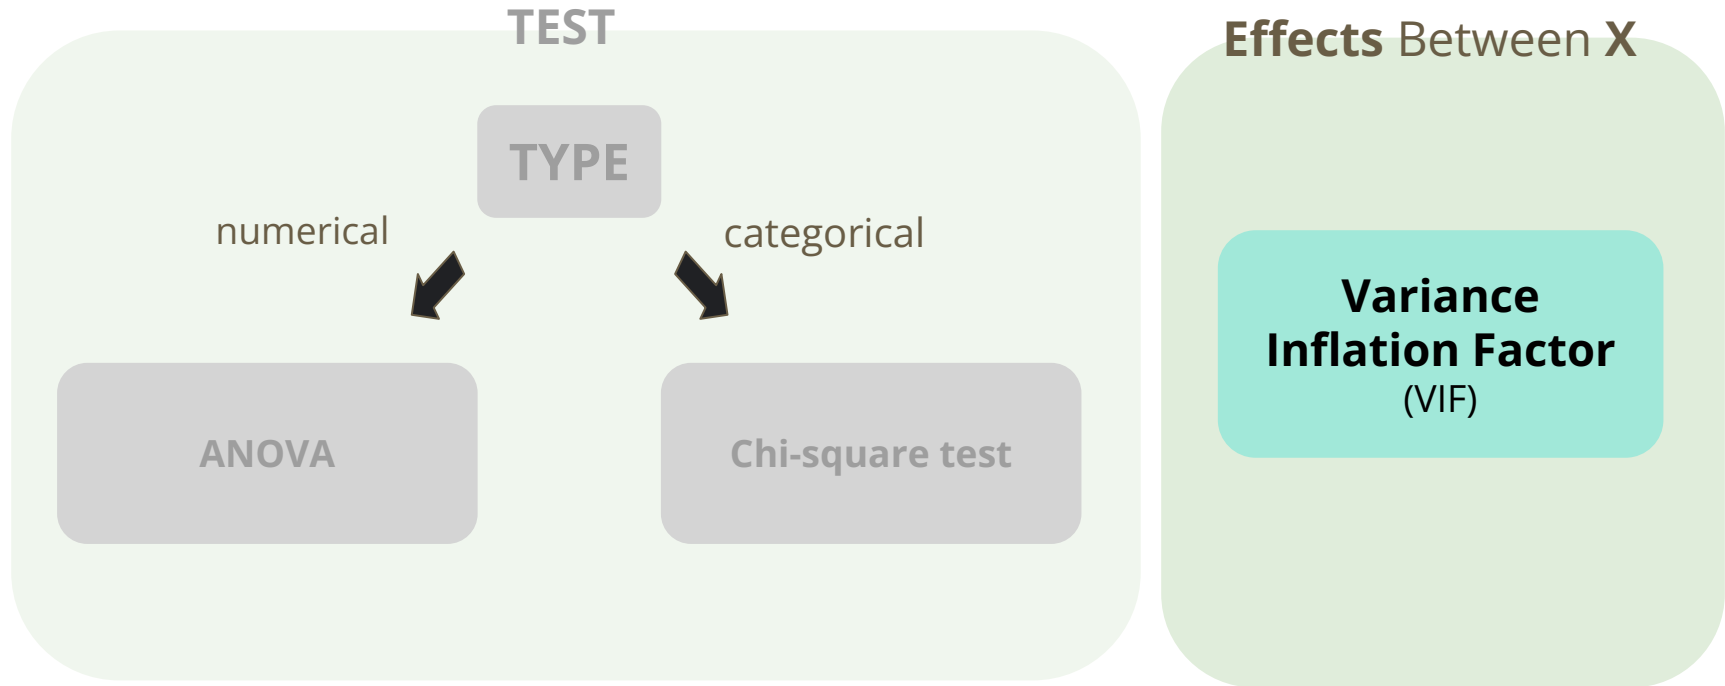 TEST
TYPE
numerical
categorical
ANOVA
Chi-square test
Effects Between X
Variance
Inflation Factor
(VIF)